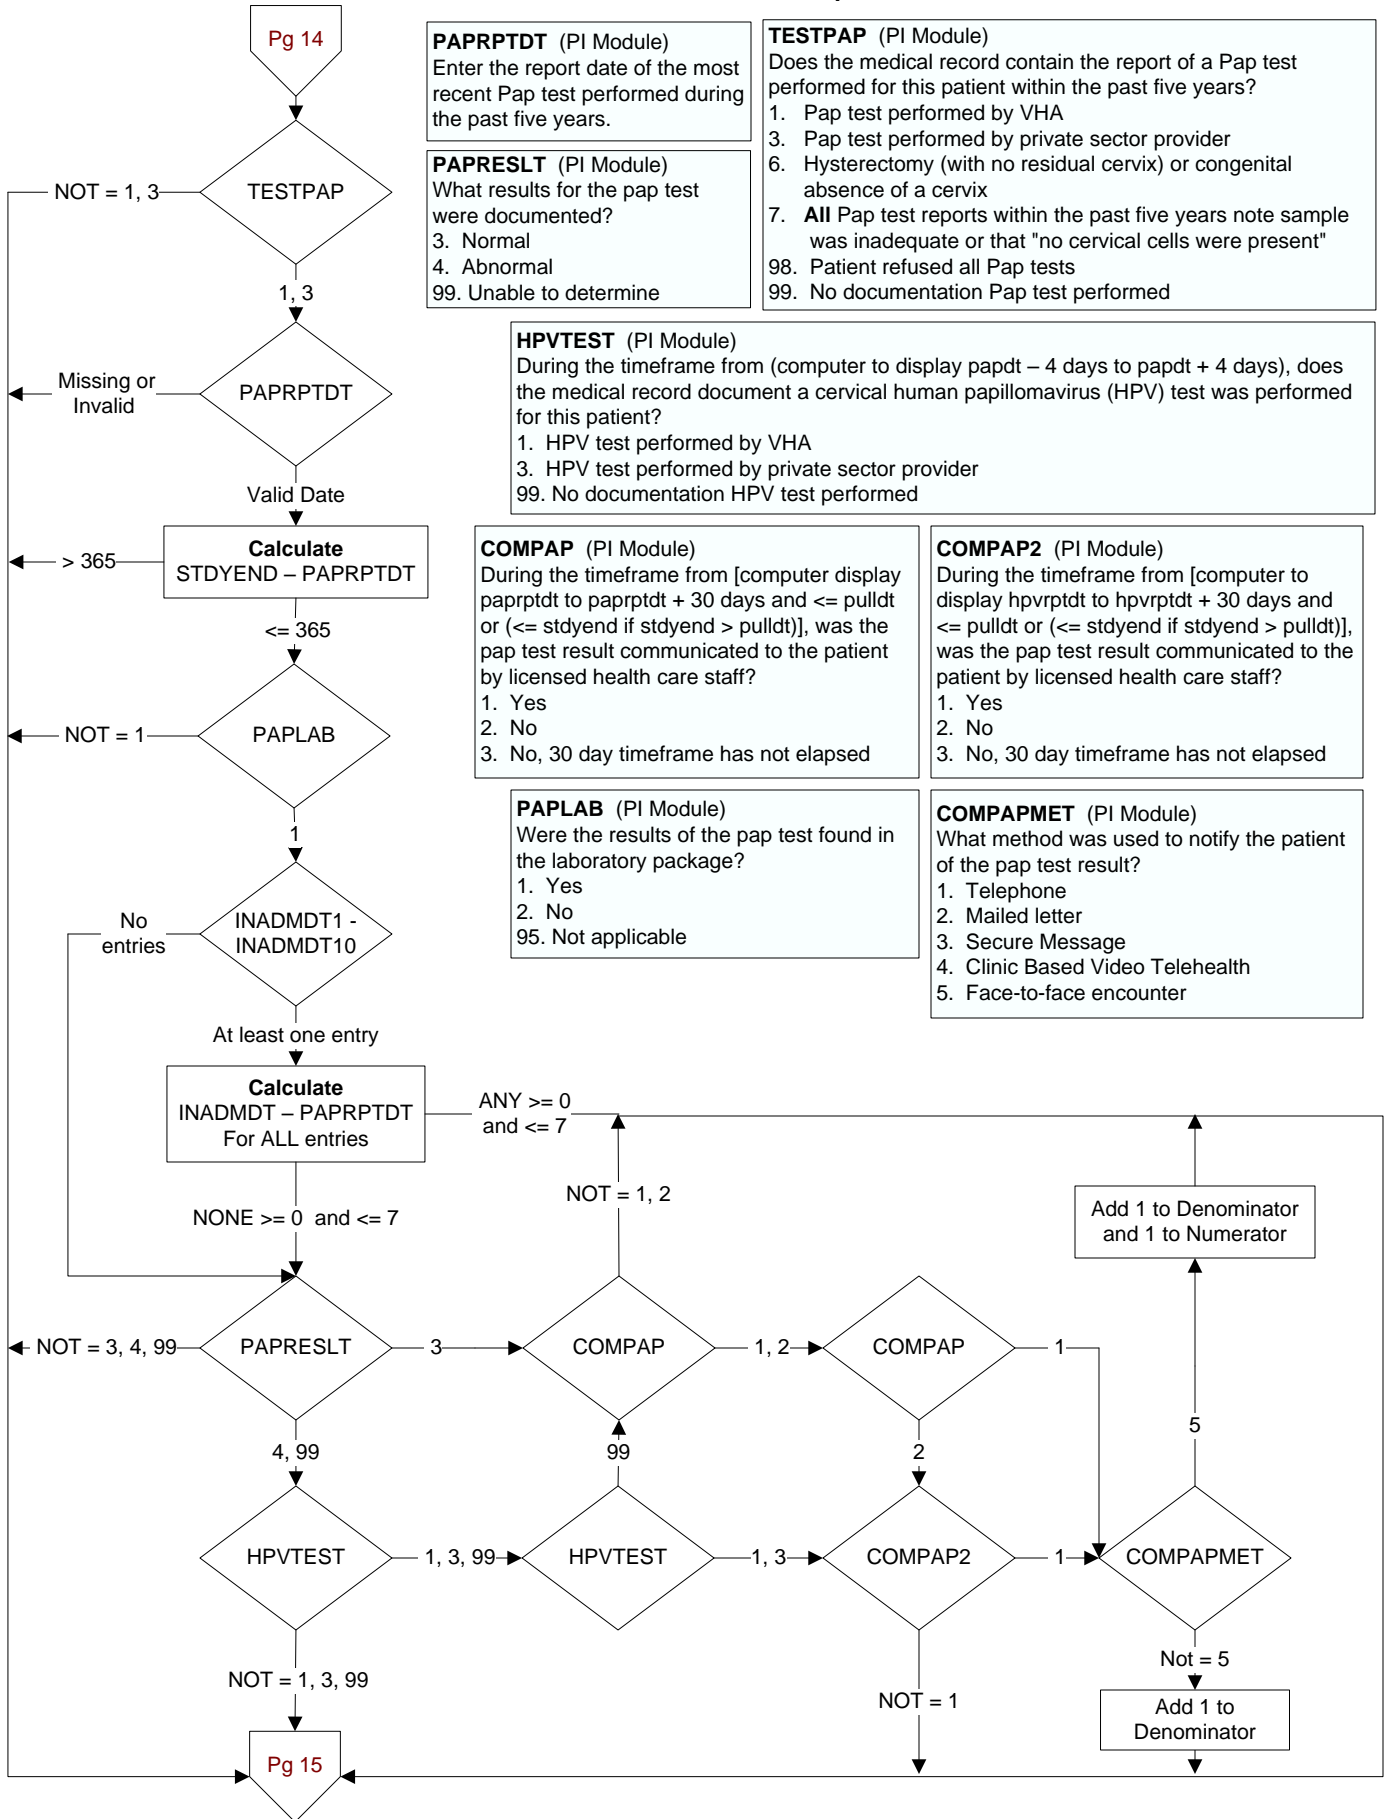 Pg 14
PAPRPTDT (PI Module)
Enter the report date of the most
recent Pap test performed during
the past five years.
TESTPAP (PI Module)
Does the medical record contain the report of a Pap test
performed for this patient within the past five years?
1. Pap test performed by VHA
3. Pap test performed by private sector provider
6. Hysterectomy (with no residual cervix) or congenital
absence of a cervix
7. All Pap test reports within the past five years note sample
was inadequate or that "no cervical cells were present"
98. Patient refused all Pap tests
99. No documentation Pap test performed
PAPRESLT (PI Module)
What results for the pap test
were documented?
3. Normal
4. Abnormal
99. Unable to determine
NOT = 1, 3
TESTPAP
1, 3
HPVTEST (PI Module)
During the timeframe from (computer to display papdt – 4 days to papdt + 4 days), does
the medical record document a cervical human papillomavirus (HPV) test was performed
for this patient?
1. HPV test performed by VHA
3. HPV test performed by private sector provider
99. No documentation HPV test performed
Missing or
Invalid
PAPRPTDT
Valid Date
> 365
Calculate
STDYEND – PAPRPTDT
<= 365
COMPAP (PI Module)
During the timeframe from [computer display
paprptdt to paprptdt + 30 days and <= pulldt
or (<= stdyend if stdyend > pulldt)], was the
pap test result communicated to the patient
by licensed health care staff?
1. Yes
2. No
3. No, 30 day timeframe has not elapsed
COMPAP2 (PI Module)
During the timeframe from [computer to
display hpvrptdt to hpvrptdt + 30 days and
<= pulldt or (<= stdyend if stdyend > pulldt)],
was the pap test result communicated to the
patient by licensed health care staff?
1. Yes
2. No
3. No, 30 day timeframe has not elapsed
NOT = 1
PAPLAB
1
PAPLAB (PI Module)
Were the results of the pap test found in
the laboratory package?
1. Yes
2. No
95. Not applicable
COMPAPMET (PI Module)
What method was used to notify the patient
of the pap test result?
1. Telephone
2. Mailed letter
3. Secure Message
4. Clinic Based Video Telehealth
5. Face-to-face encounter
No
entries
INADMDT1 -
INADMDT10
At least one entry
Calculate
INADMDT – PAPRPTDT
For ALL entries
ANY >= 0
and <= 7
NONE >= 0 and <= 7
NOT = 1, 2
Add 1 to Denominator
and 1 to Numerator
NOT = 3, 4, 99
PAPRESLT
3
COMPAP
1, 2
COMPAP
1
4, 99
99
2
5
HPVTEST
1, 3, 99
HPVTEST
1, 3
COMPAP2
1
COMPAPMET
NOT = 1, 3, 99
NOT = 1
Not = 5
Add 1 to
Denominator
Pg 15